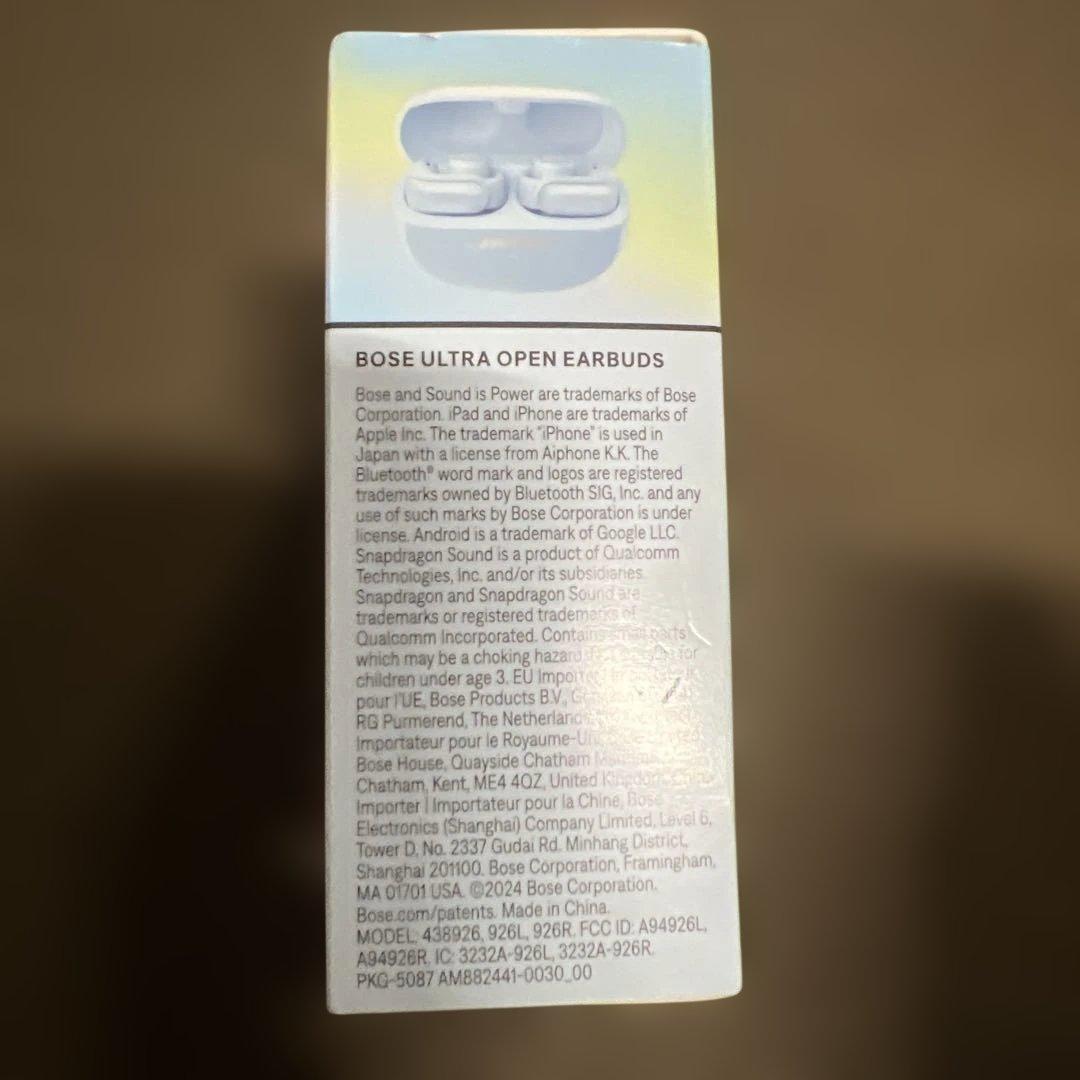 BOSE ULTRA OPEN EARBUDS
Bose and Sound is Power are trademarks of Bose
Corporation. iPad and iPhone are trademarks of
Apple Inc. The trademark "iPhone" is used in
Japan with a license from Aiphone K.K. The
Bluetooth® word mark and logos are registered
trademarks owned by Bluetooth SIG, Inc. and any
use of such marks by Bose Corporation is under
license. Android is a trademark of Google LLC.
Snapdragon Sound is a product of Qualcomm
Technologies, Inc. and/or its subsidiaries.
Snapdragon and Snapdragon Sound are
trademarks or registered trademarks of
Qualcomm Incorporated. Contains small parts
which may be a choking hazard. for
children under age 3. EU Importer |
pour l'UE, Bose Products B.V.,
RG Purmerend, The Netherlands.
Importateur pour le Royaume-Uni, Limited,
Bose House, Quayside Chatham
Chatham, Kent, ME4 4QZ, United Kingdom. China
Importer | Importateur pour la Chine, Bose
Electronics (Shanghai) Company Limited, Level 6,
Tower D, No. 2337 Gudai Rd. Minhang District,
Shanghai 201100. Bose Corporation, Framingham,
MA 01701 USA. ©2024 Bose Corporation.
Bose.com/patents. Made in China.
MODEL: 438926, 926L, 926R. FCC ID: A94926L,
A94926R. IC: 3232A-926L, 3232A-926R.
PKG-5087 AM882441-0030_00